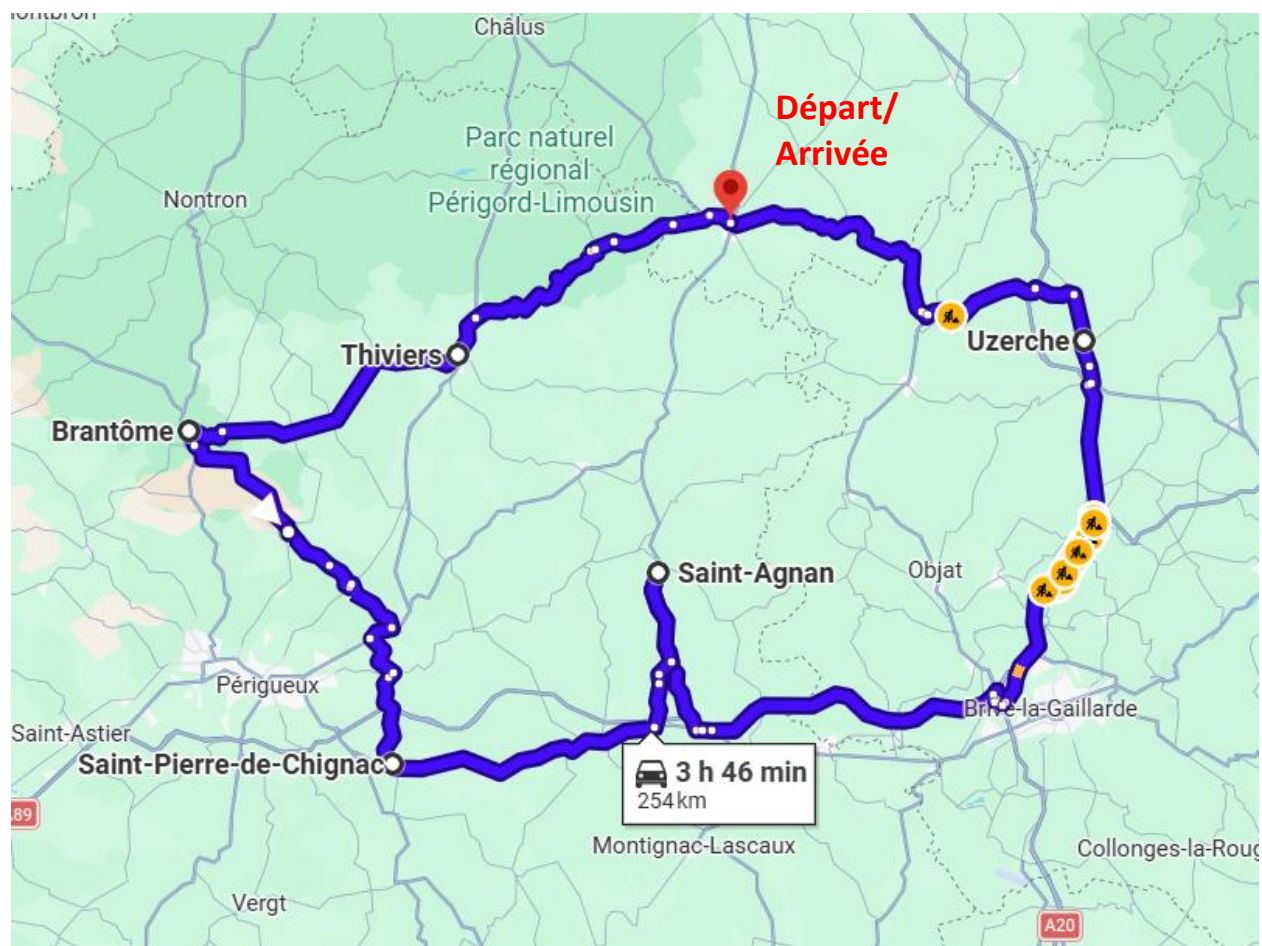 Châlus
Départ/
Arrivée
Parc naturel
régional
Périgord-Limousin
Nontron
Thiviers
Uzerche
Brantôme
Saint-Agnan
Objat
Périgueux
Brive-la-Gaillarde
Saint-Astier
Saint-Pierre-de-Chignac
3 h 46 min
254 km
89
Montignac-Lascaux
Collonges-la-Roug
Vergt
A20